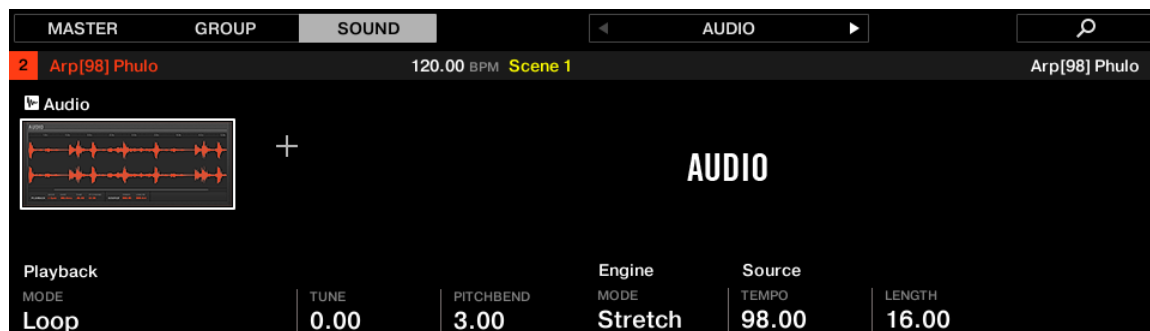 MASTER GROUP SOUND AUDIO
2 Arp[98] Phulo 120.00 BPM Scene 1 Arp[98] Phulo
Audio
AUDIO
AUDIO
Playback Engine Source
MODE TUNE PITCHBEND MODE TEMPO LENGTH
Loop 0.00 3.00 Stretch 98.00 16.00